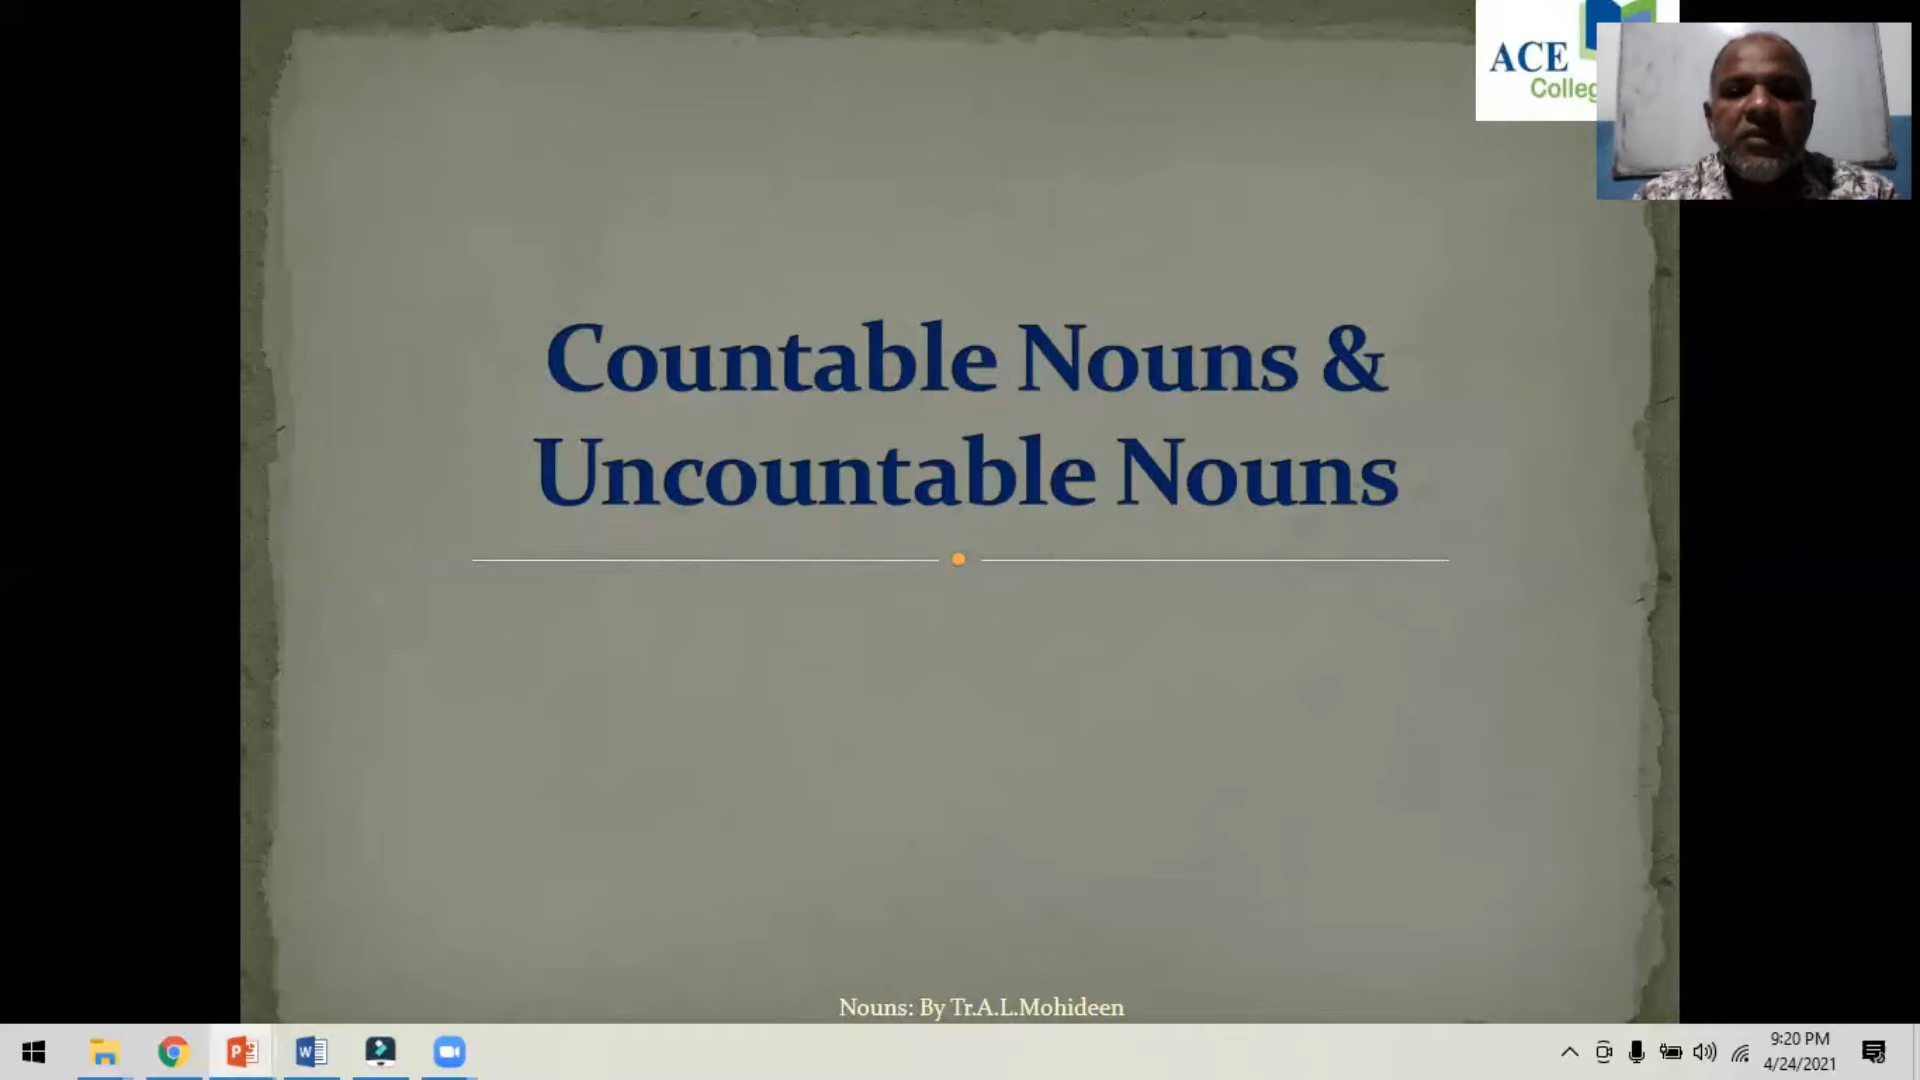 ACE
Colleg
Countable Nouns &
Uncountable Nouns
Nouns: By Tr.A.L.Mohideen
9:20 PM
4/24/2021